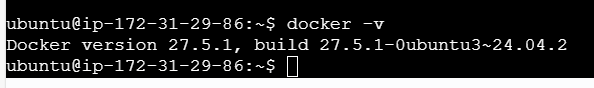 ubuntu@ip-172-31-29-86:~$ docker -v
Docker version 27.5.1, build 27.5.1-0ubuntu3~24.04.2
ubuntu@ip-172-31-29-86:~$